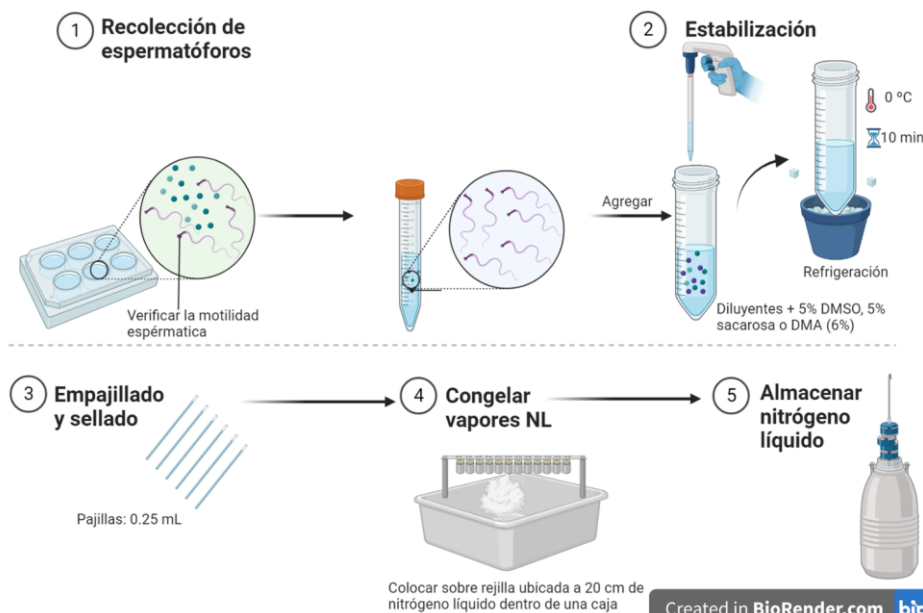 1
Recolección de
espermatóforos
Verificar la motilidad
espérmatica
2
Estabilización
Agregar
0 ºC
10 min
Refrigeración
Diluyentes + 5% DMSO, 5%
sacarosa o DMA (6%)
3
Empajillado
y sellado
Pajillas: 0.25 mL
4
Congelar
vapores NL
Colocar sobre rejilla ubicada a 20 cm de
nitrógeno líquido dentro de una caja
5
Almacenar
nitrógeno
líquido
Created in BioRender.com